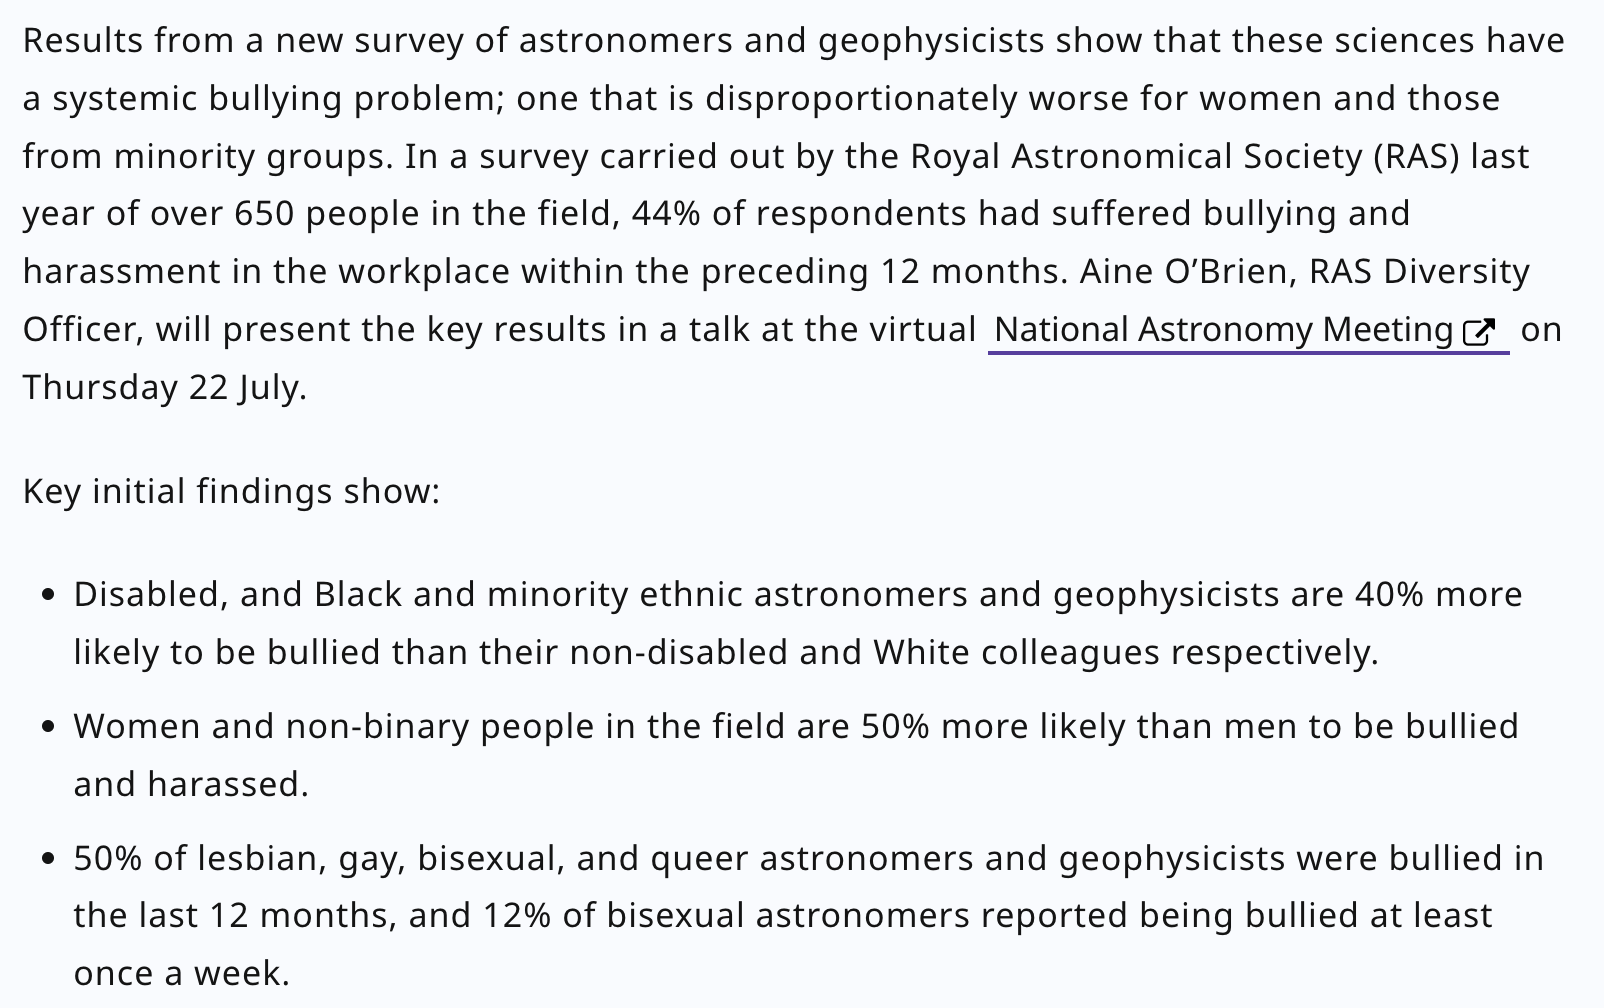 Results from a new survey of astronomers and geophysicists show that these sciences have
a systemic bullying problem; one that is disproportionately worse for women and those
from minority groups. In a survey carried out by the Royal Astronomical Society (RAS) last
year of over 650 people in the field, 44% of respondents had suffered bullying and
harassment in the workplace within the preceding 12 months. Aine O’Brien, RAS Diversity
Officer, will present the key results in a talk at the virtual National Astronomy Meeting on
Thursday 22 July.
Key initial findings show:
• Disabled, and Black and minority ethnic astronomers and geophysicists are 40% more
likely to be bullied than their non-disabled and White colleagues respectively.
• Women and non-binary people in the field are 50% more likely than men to be bullied
and harassed.
• 50% of lesbian, gay, bisexual, and queer astronomers and geophysicists were bullied in
the last 12 months, and 12% of bisexual astronomers reported being bullied at least
once a week.